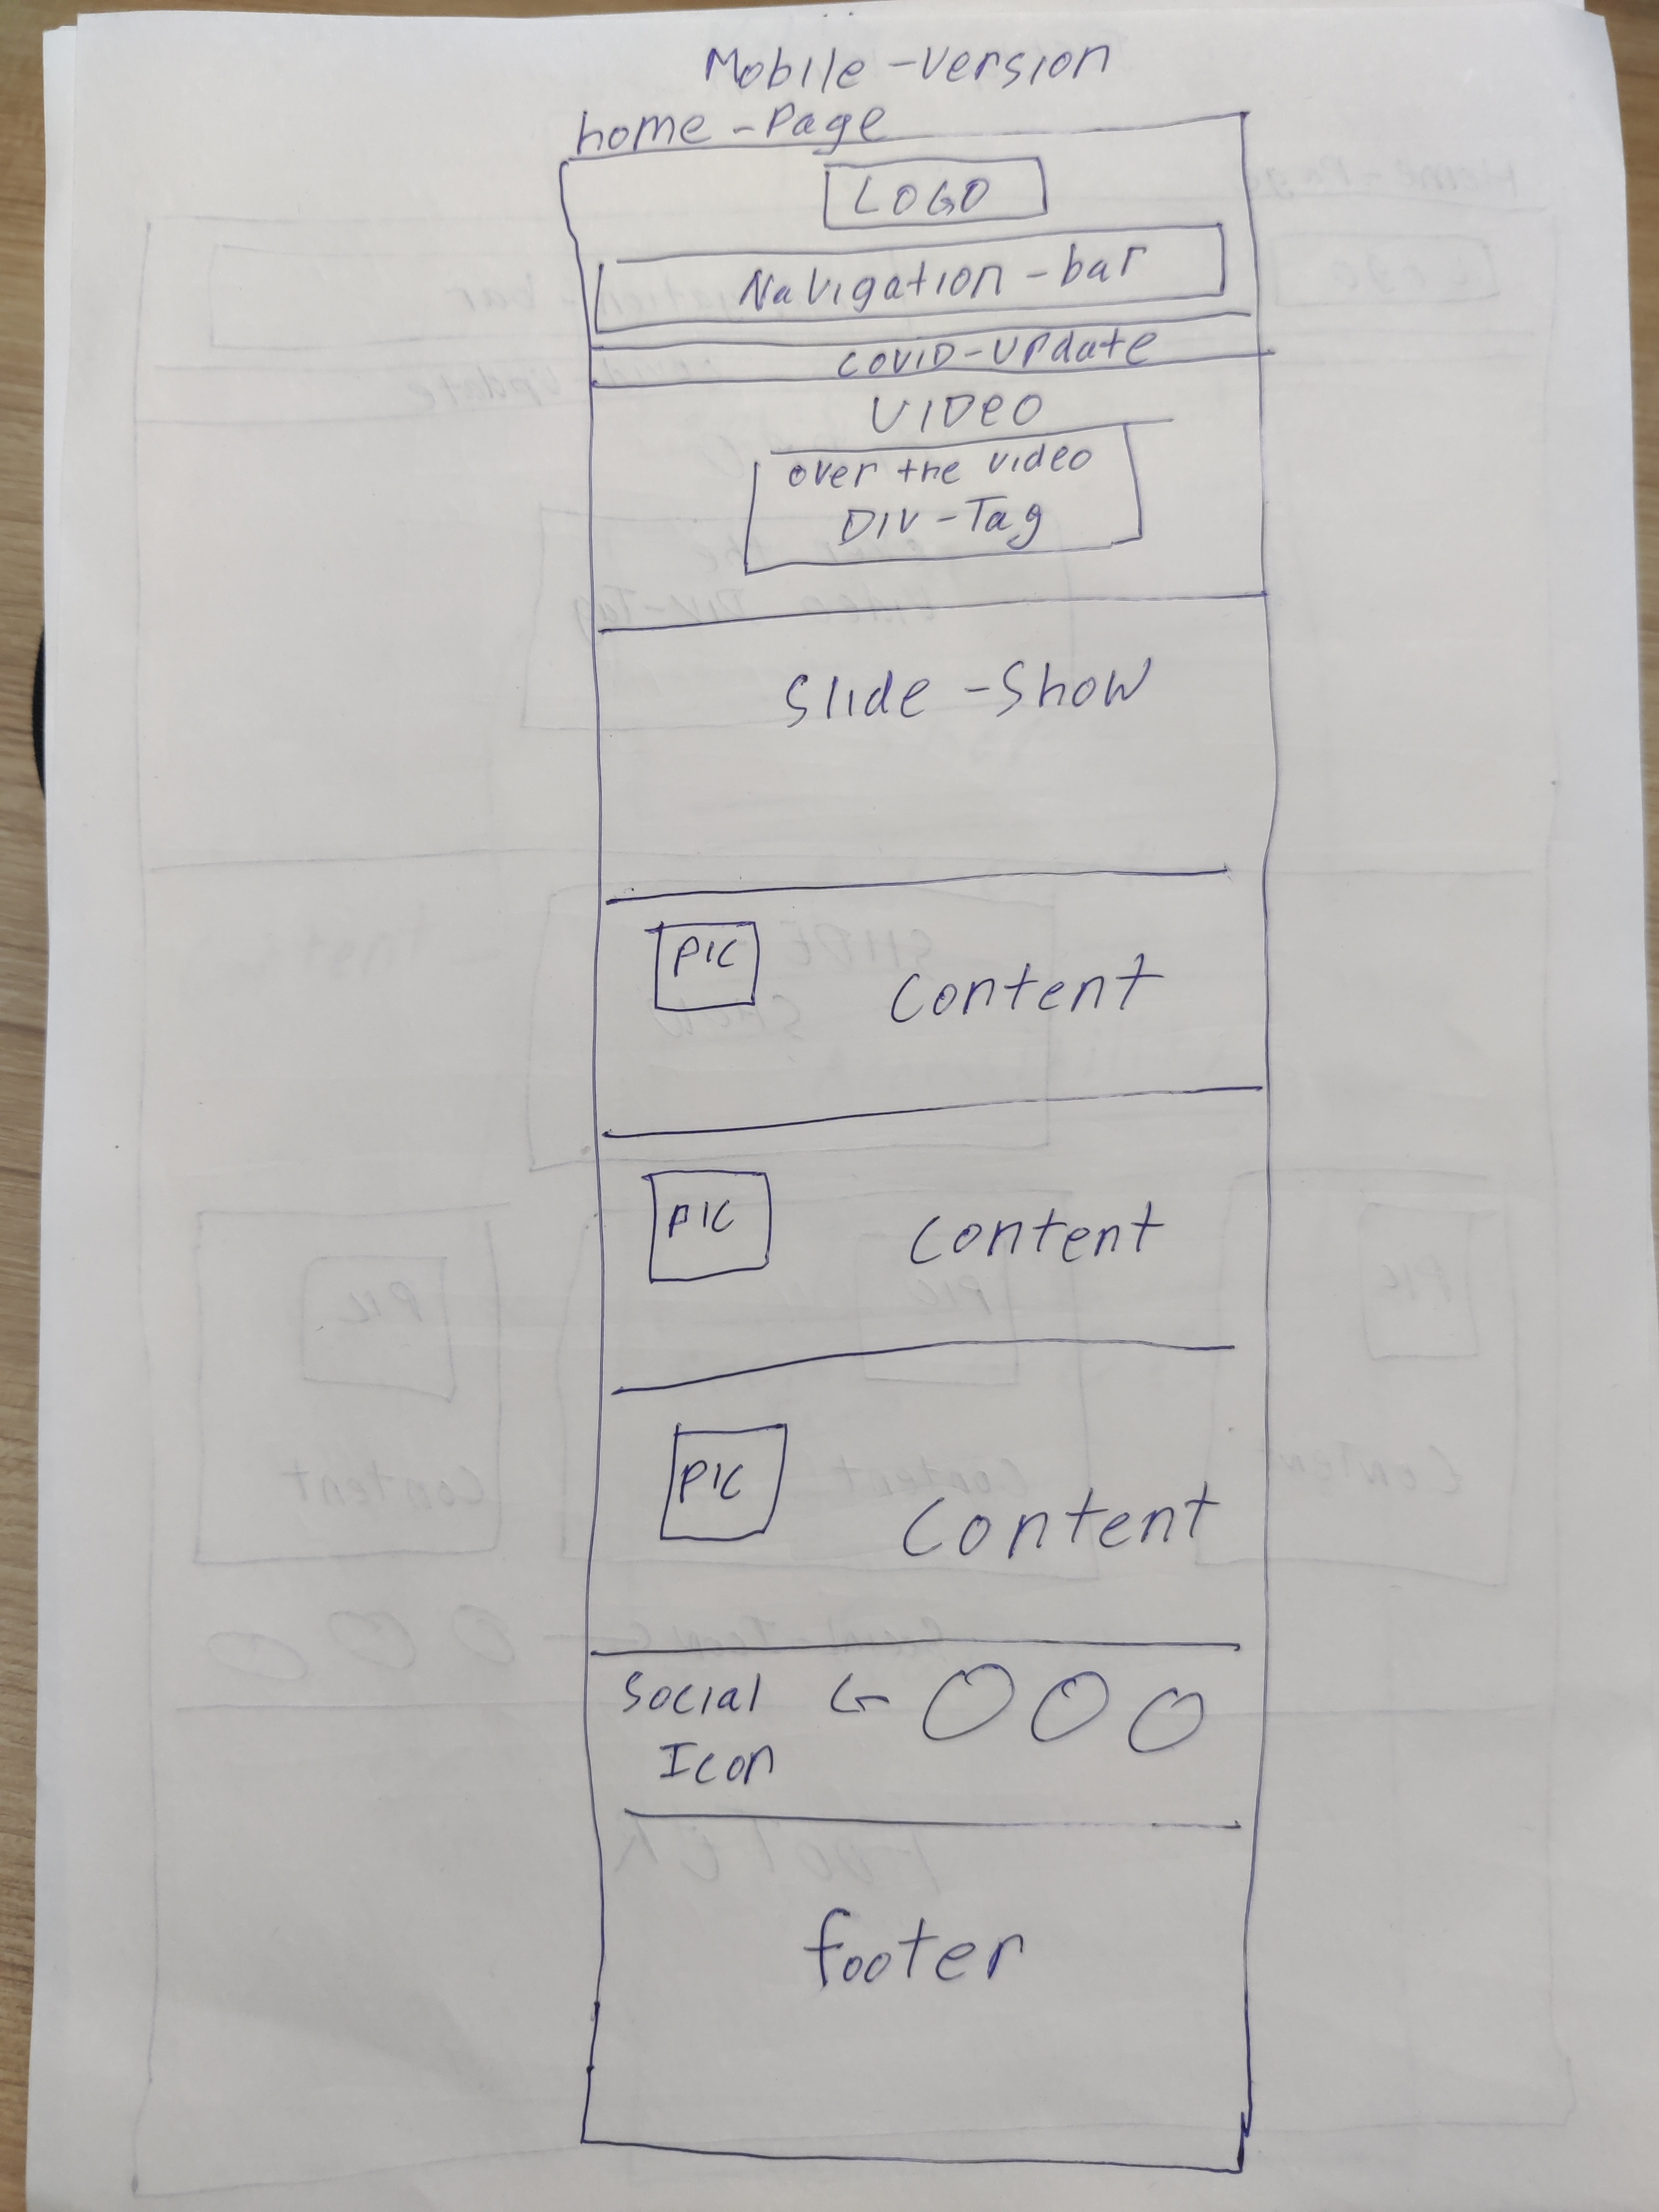 Mobile-Version
home-Page
LOGO
Navigation-bar
COVID-Update
VIDeo
over the video
DIV-Tag
Slide-Show
PIC
Content
PIC
Content
PIC
Content
Social
Icon
footer